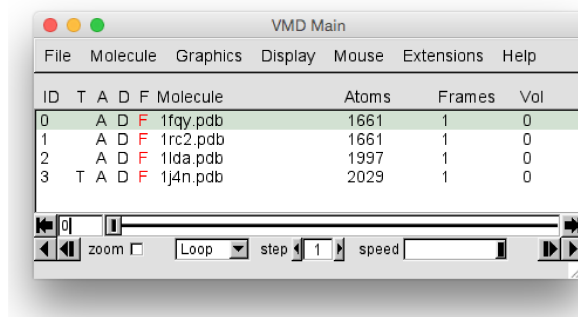 VMD Main
File Molecule Graphics Display Mouse Extensions Help
ID T A D F Molecule Atoms Frames Vol
0 A D F 1fqy.pdb 1661 1 0
1 A D F 1rc2.pdb 1661 1 0
2 A D F 1lda.pdb 1997 1 0
3 T A D F 1j4n.pdb 2029 1 0
0
zoom Loop step 1 speed